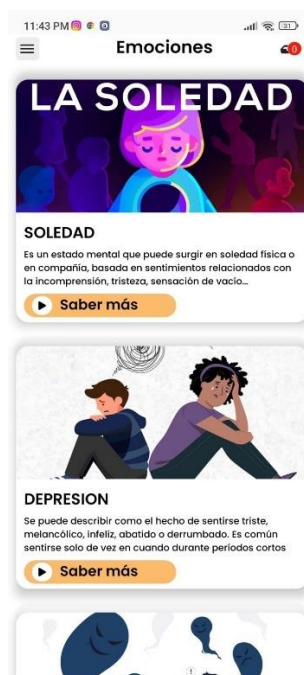 11:43 PM
31
Emociones
0
LA SOLEDAD
SOLEDAD
Es un estado mental que puede surgir en soledad física o
en compañía, basada en sentimientos relacionados con
la incomprensión, tristeza, sensación de vacío...
Saber más
DEPRESION
Se puede describir como el hecho de sentirse triste,
melancólico, infeliz, abatido o derrumbado. Es común
sentirse solo de vez en cuando durante períodos cortos
Saber más